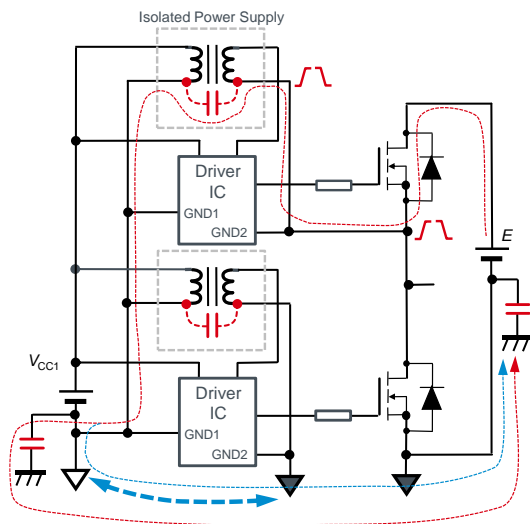 Isolated Power Supply
Driver
IC
GND1
GND2
E
Driver
IC
GND1
GND2
VCC1